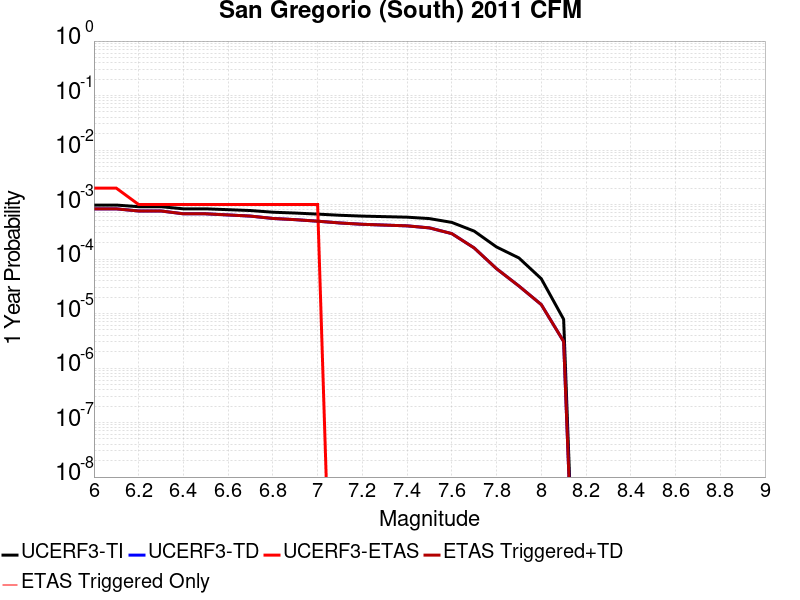 San Gregorio (South) 2011 CFM
10^0
10^-1
10^-2
10^-3
10^-4
10^-5
10^-6
10^-7
10^-8
1 Year Probability
6 6.2 6.4 6.6 6.8 7 7.2 7.4 7.6 7.8 8 8.2 8.4 8.6 8.8 9
Magnitude
UCERF3-TI UCERF3-TD UCERF3-ETAS ETAS Triggered+TD
ETAS Triggered Only